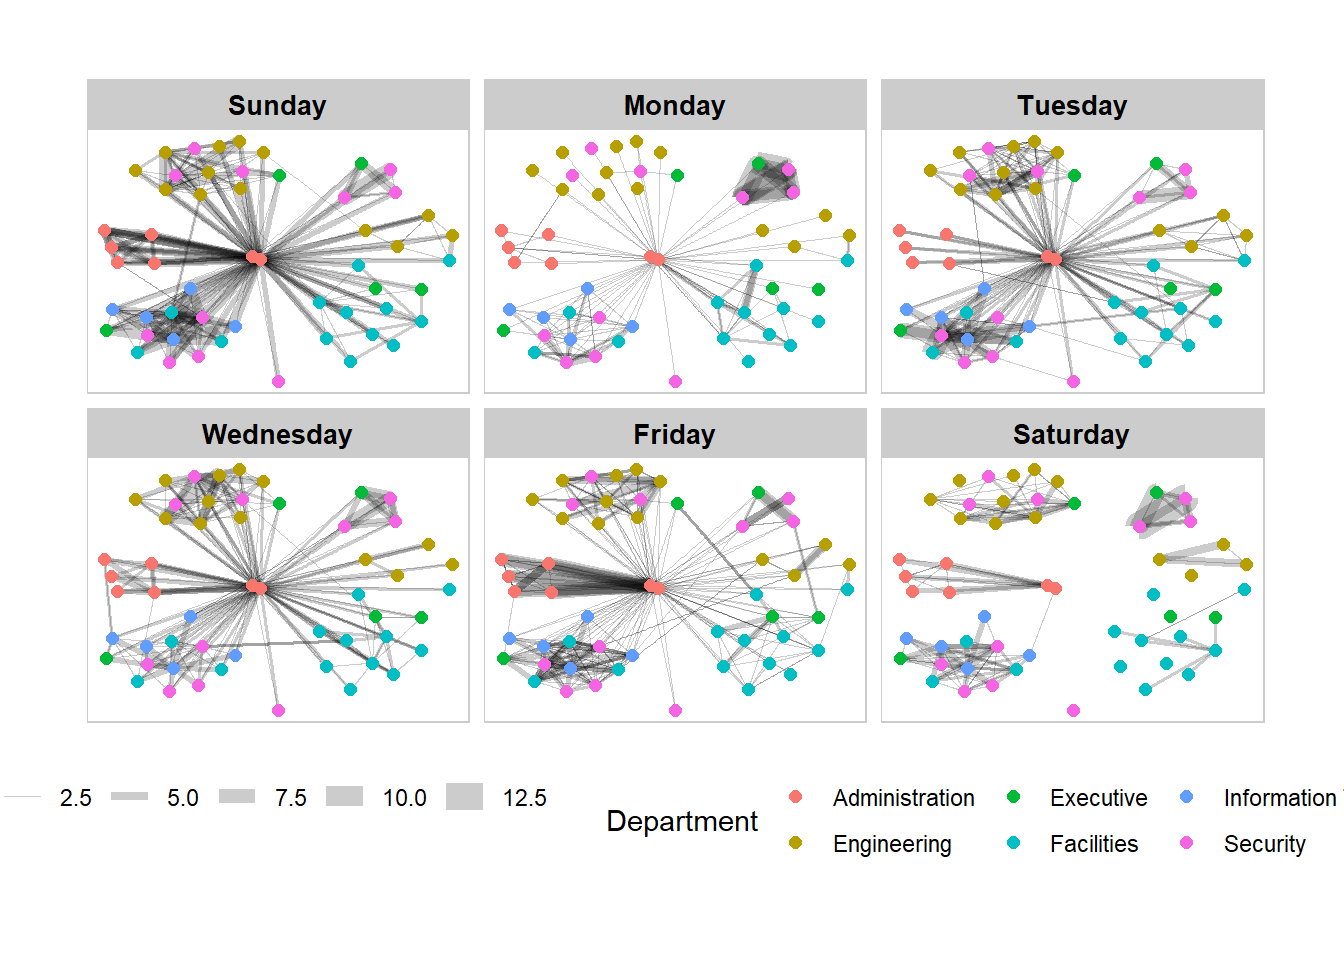 Sunday
Monday
Tuesday
Wednesday
Friday
Saturday
2.5 5.0 7.5 10.0 12.5
Department
Administration Executive Information
Engineering Facilities Security